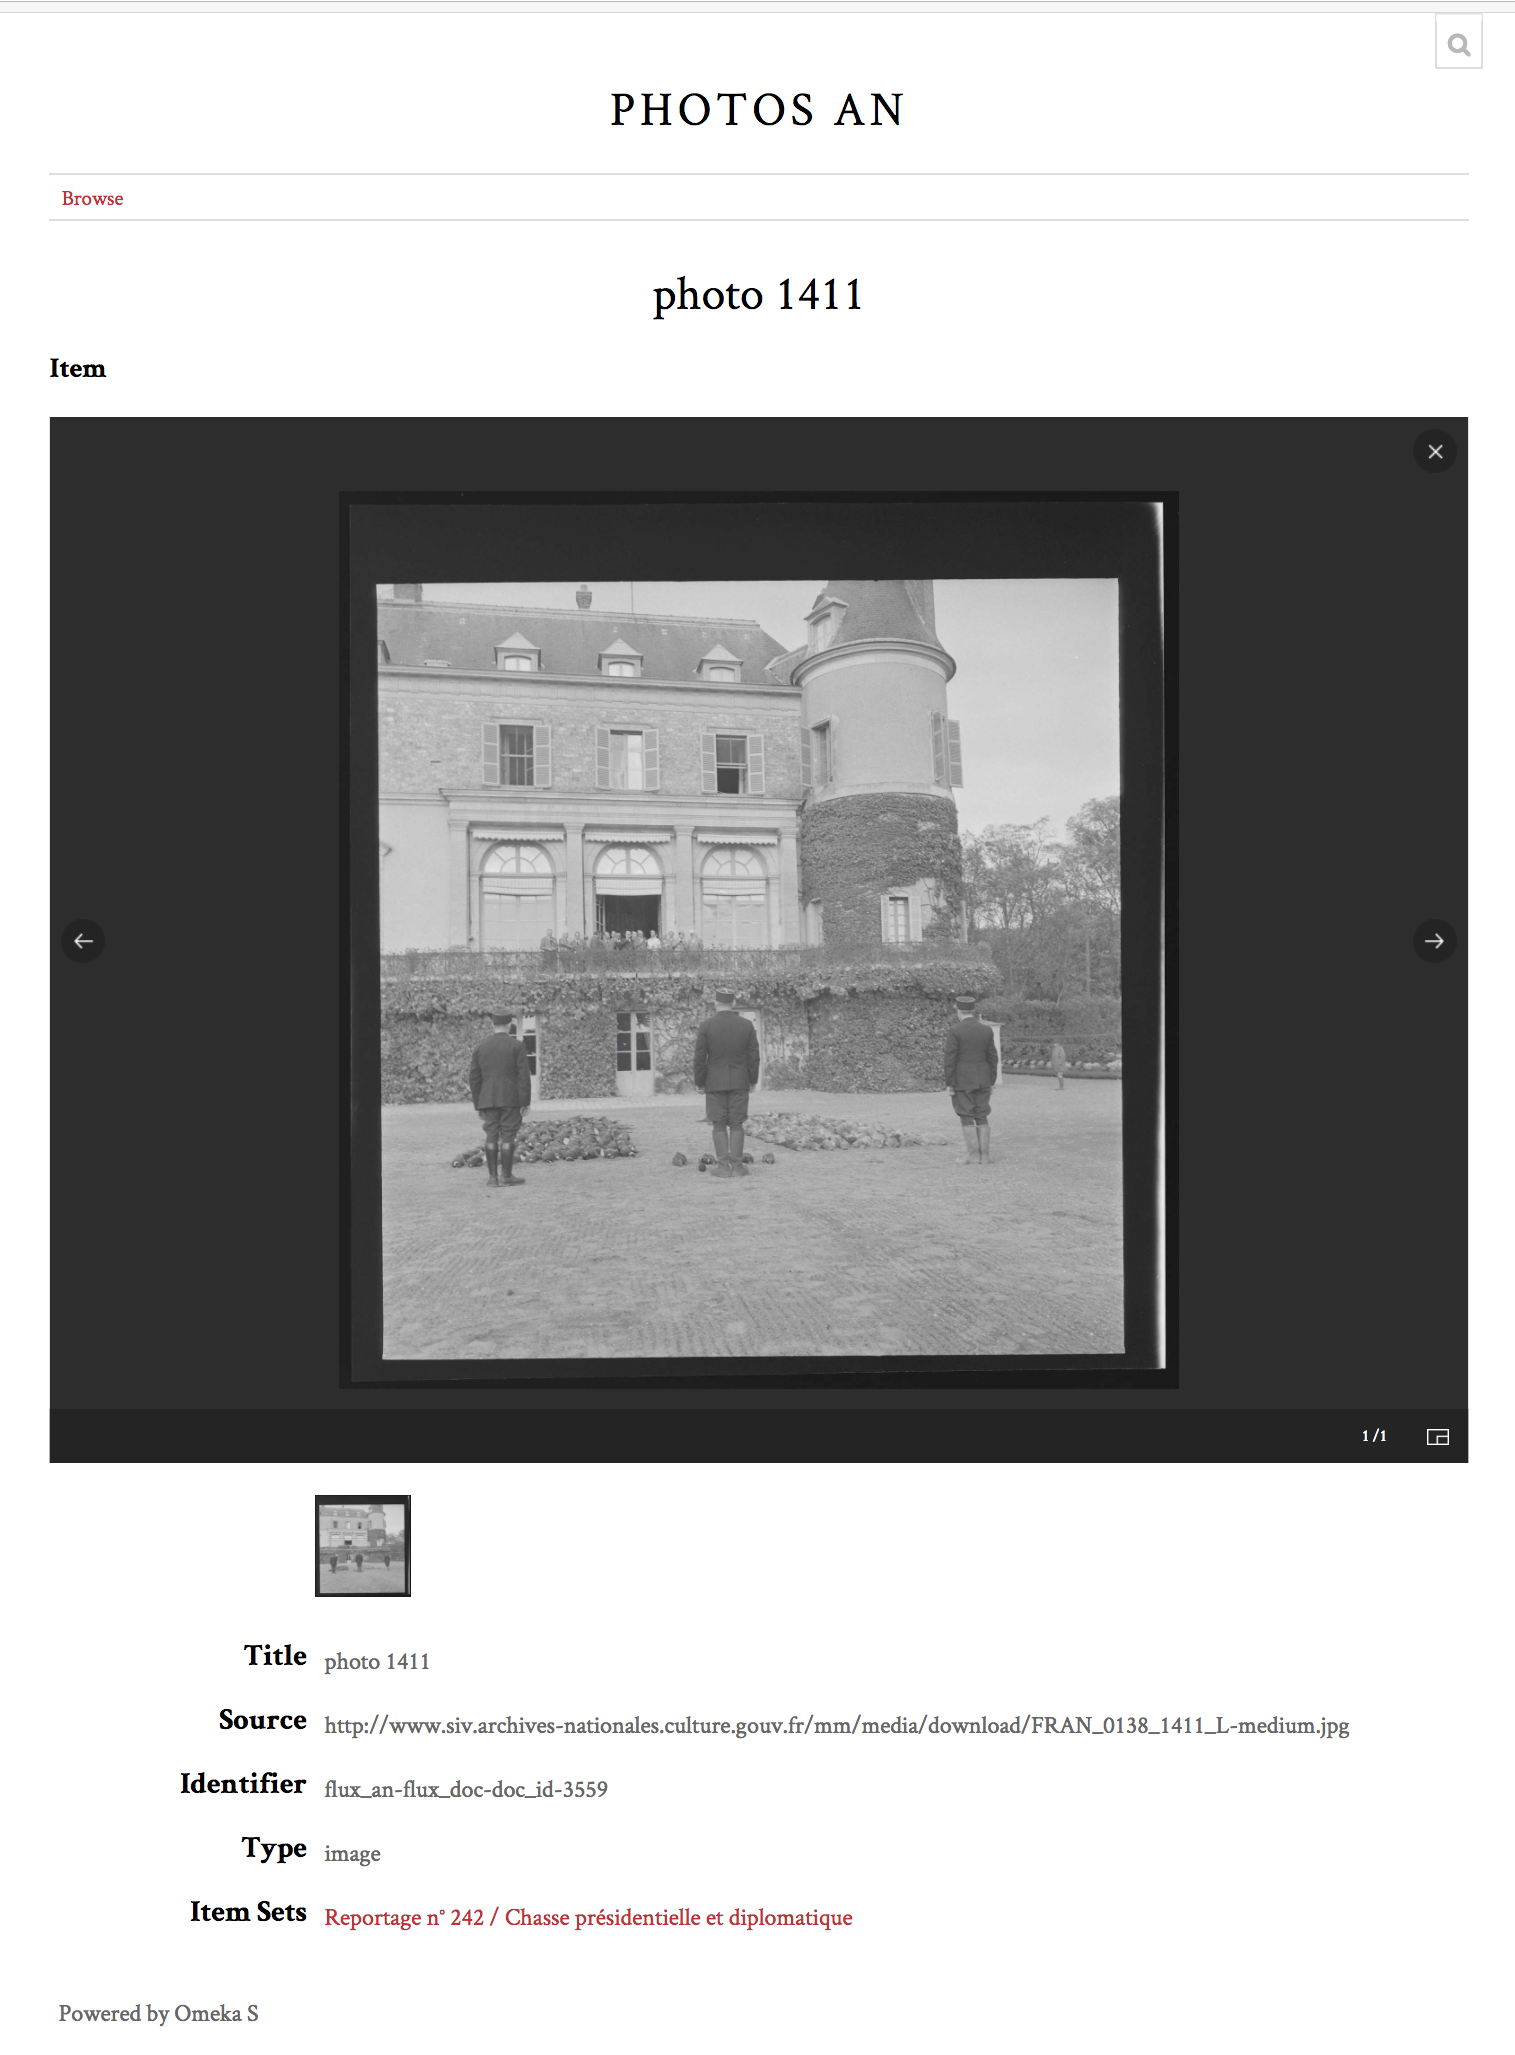 PHOTOS AN
Browse
photo 1411
Item
1 /1
Title photo 1411
Source http://www.siv.archives-nationales.culture.gouv.fr/mm/media/download/FRAN_0138_1411_L-medium.jpg
Identifier flux_an-flux_doc-doc_id-3559
Type image
Item Sets Reportage n° 242 / Chasse présidentielle et diplomatique
Powered by Omeka S